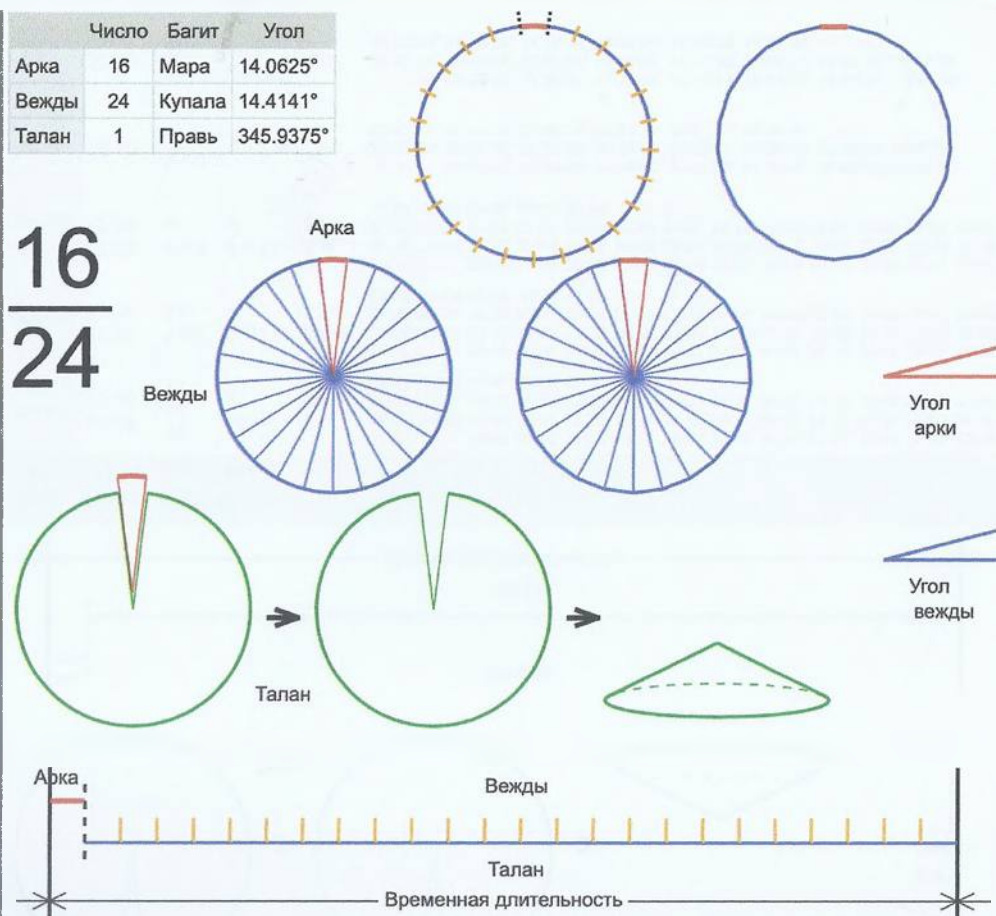 Число Багит Угол
Арка 16 Мара 14.0625°
Вежды 24 Купала 14.4141°
Талан 1 Правь 345.9375°
16
24
Арка
Вежды
Угол
арки
Угол
вежды
Талан
Арка
Вежды
Талан
Временная длительность